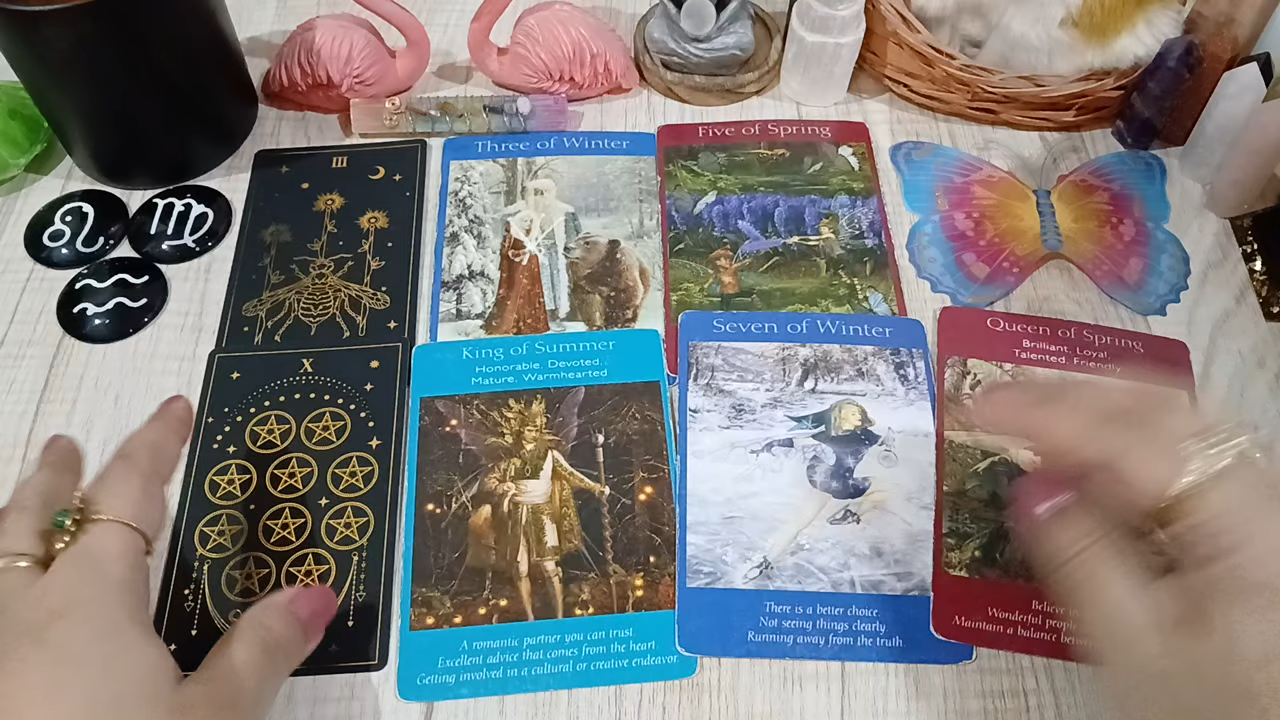 III
Three of Winter
Five of Spring
X
King of Summer
Honorable, Devoted,
Mature, Warmhearted
A romantic partner you can trust.
Excellent advice that comes from the heart
Getting involved in a cultural or creative endeavor.
Seven of Winter
There is a better choice.
Not seeing things clearly.
Running away from the truth.
Queen of Spring
Brilliant, Loyal,
Talented, Friendly
Believe
Wonderful
Maintain a balance